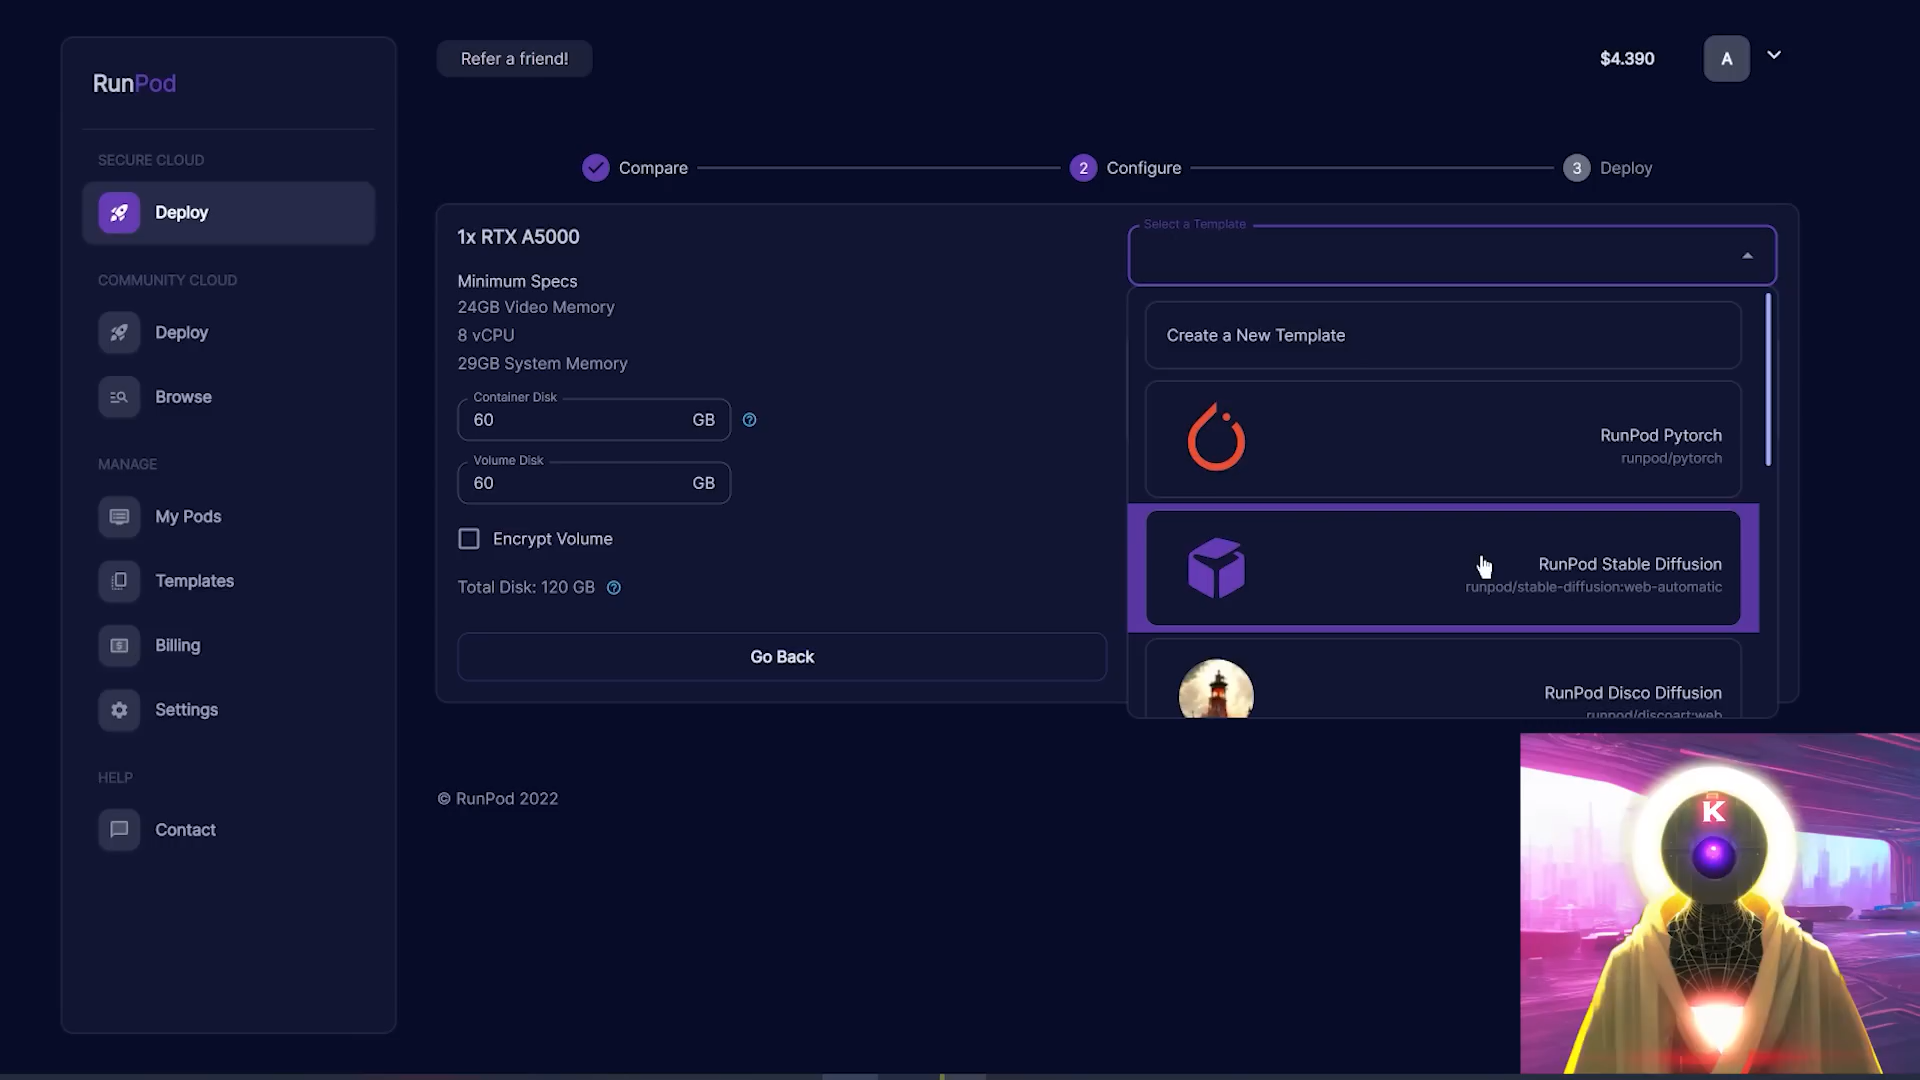 RunPod
SECURE CLOUD
Deploy
COMMUNITY CLOUD
Deploy
Browse
MANAGE
My Pods
Templates
Billing
Settings
HELP
Contact
Refer a friend!
$4.390
A
Compare
2 Configure
3 Deploy
1x RTX A5000
Minimum Specs
24GB Video Memory
8 vCPU
29GB System Memory
Container Disk
60 GB
Volume Disk
60 GB
Encrypt Volume
Total Disk: 120 GB
Go Back
Select a Template
Create a New Template
RunPod Pytorch
runpod/pytorch
RunPod Stable Diffusion
runpod/stable-diffusion:web-automatic
RunPod Disco Diffusion
runpod/discoart:web
© RunPod 2022
K